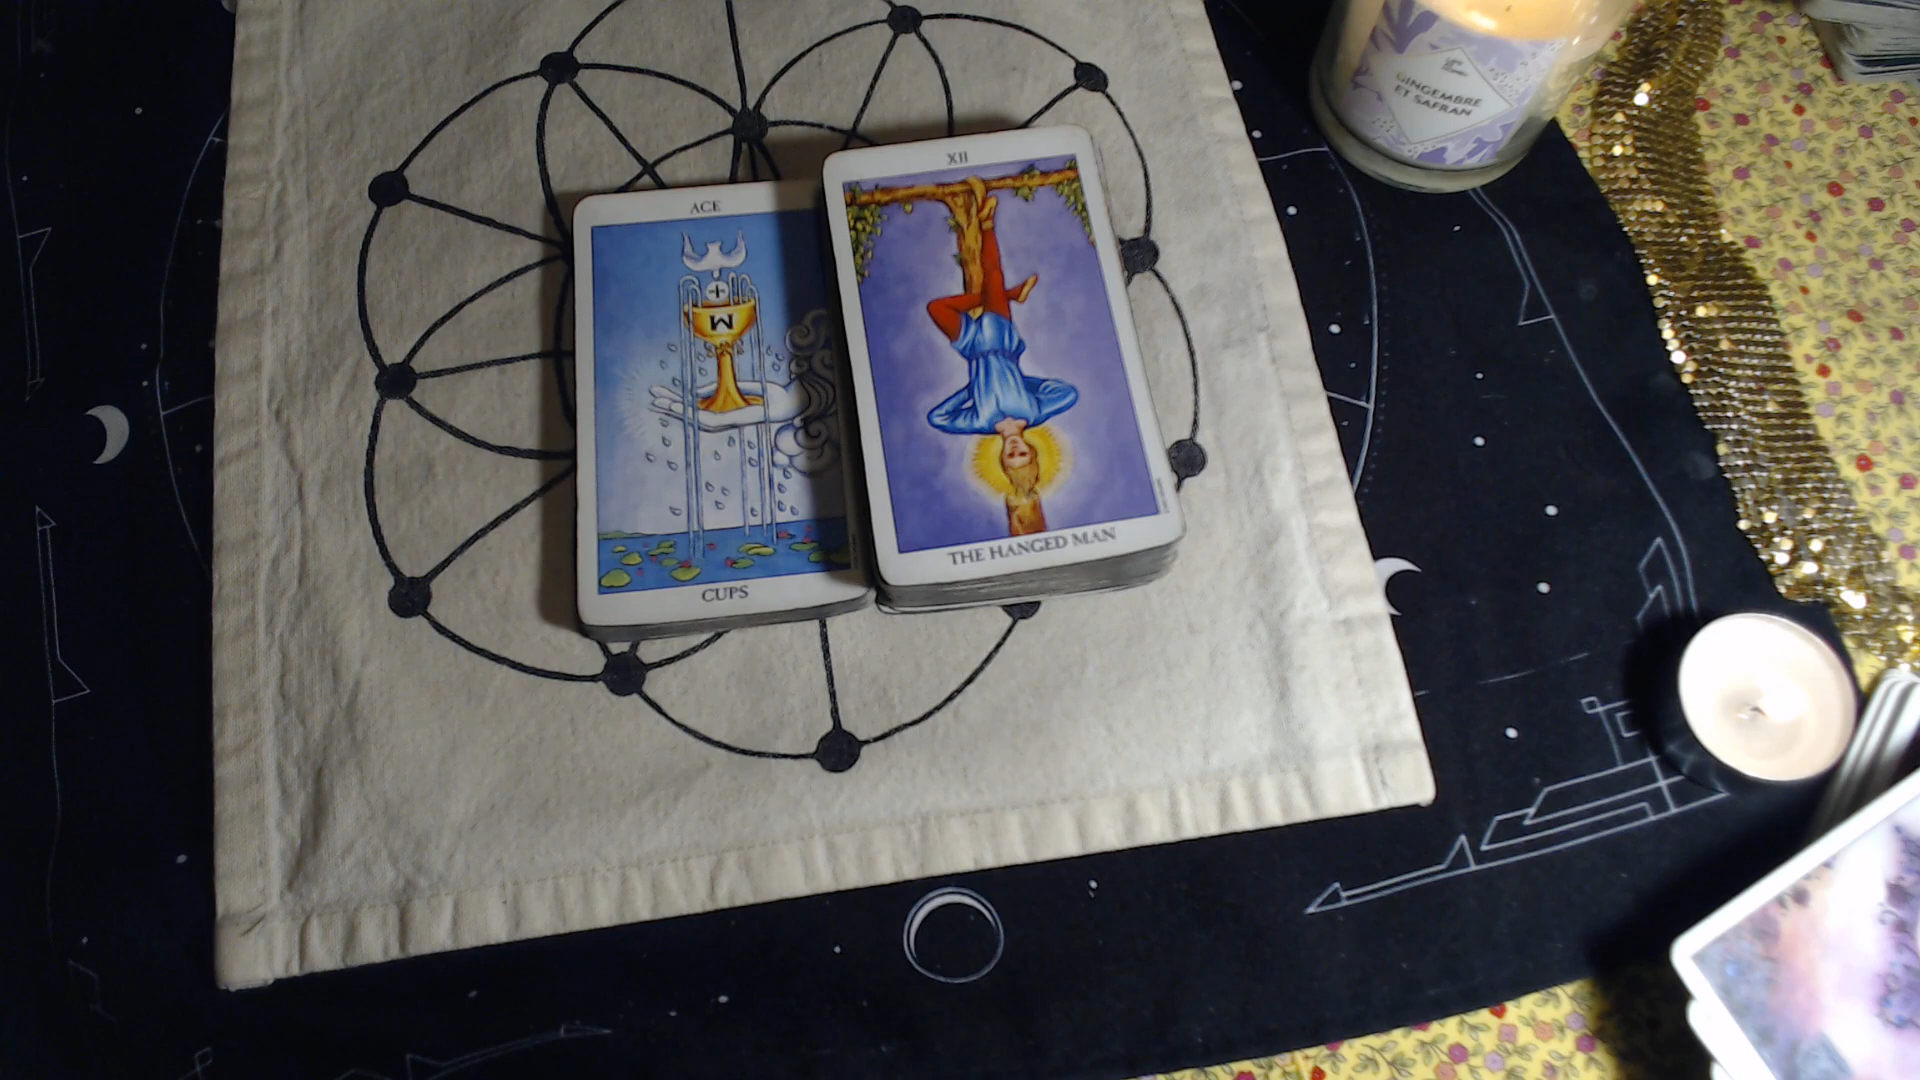 ACE
CUPS
XII
THE HANGED MAN
GINGEMBRE
ET SAFRAN